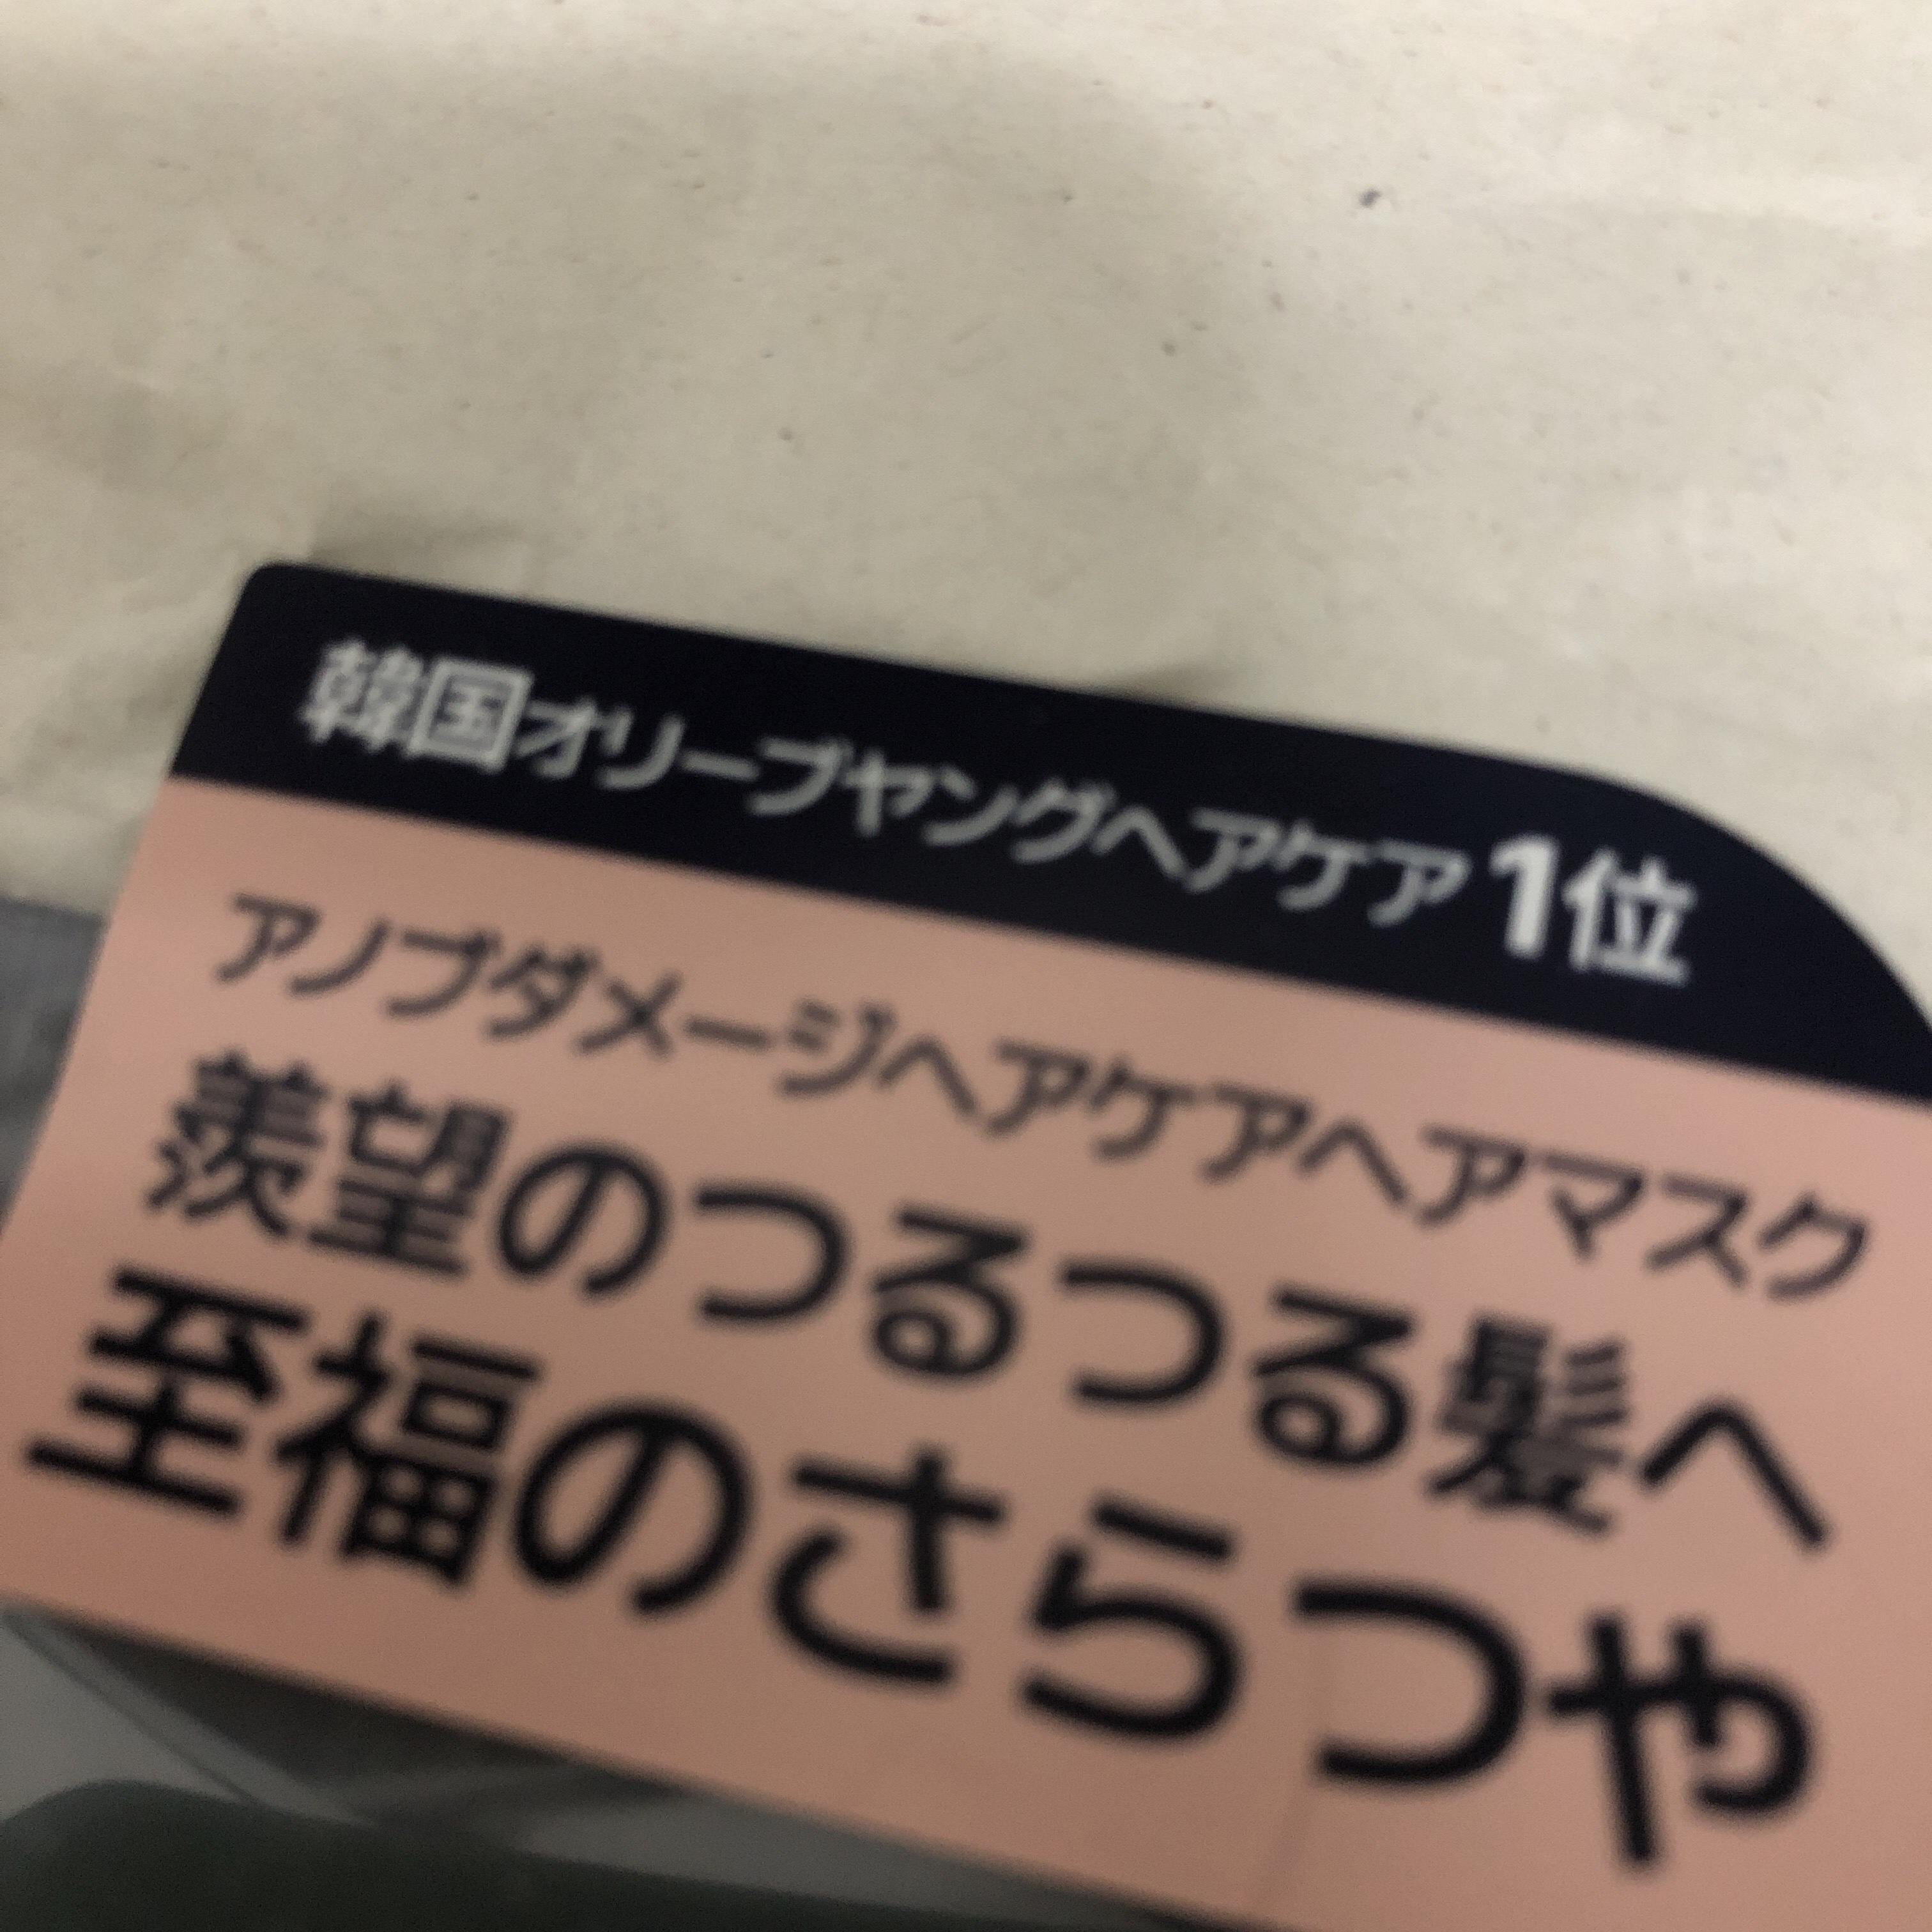 韓国オリーブヤングヘアケア1位
アノブダメージヘアケアヘアマスク
羨望のつるつる髪へ
至福のさらつや